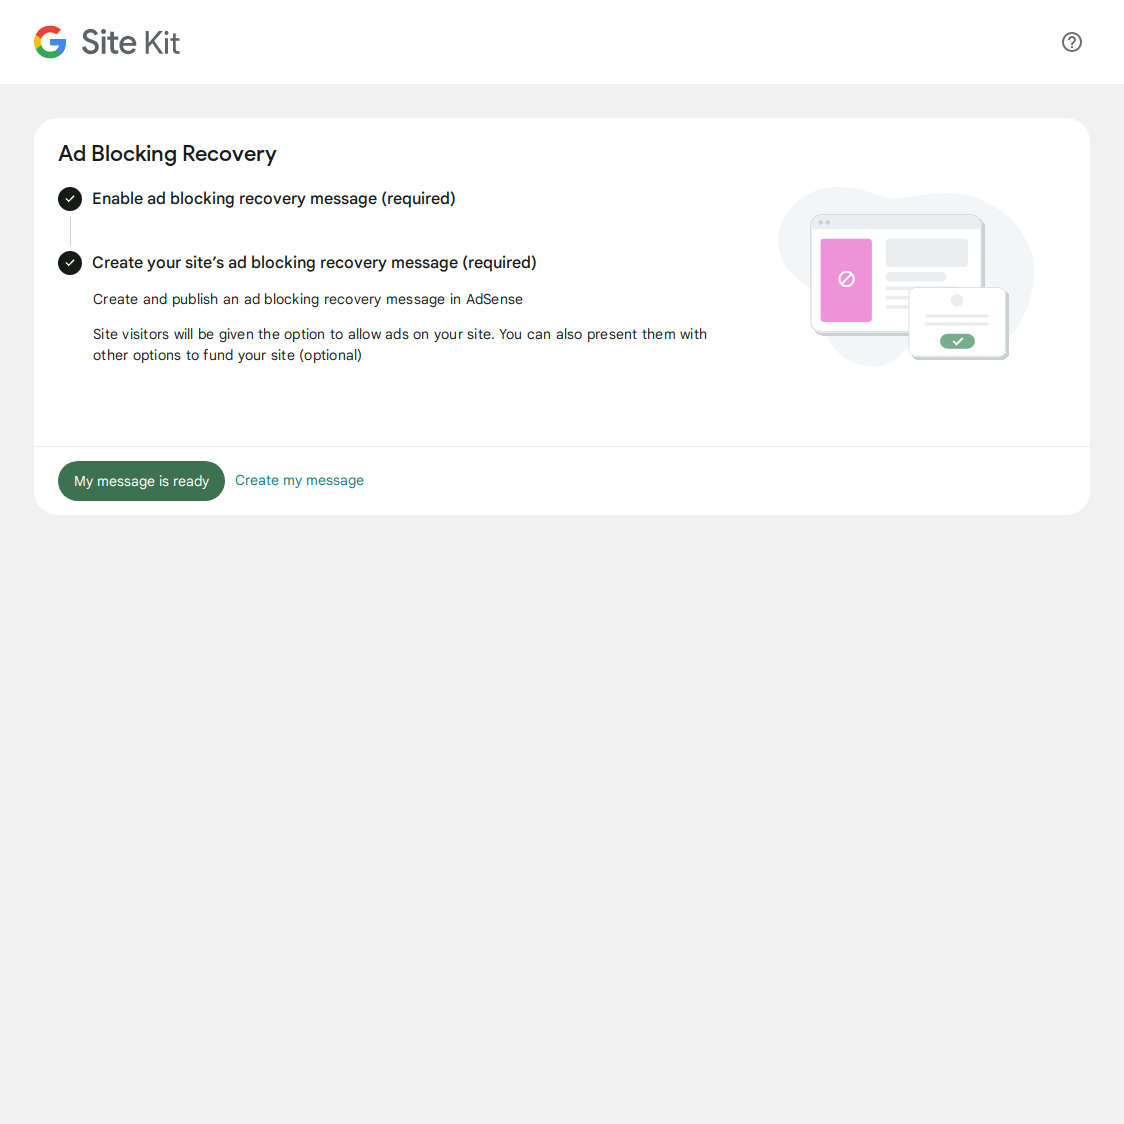 Site Kit
Ad Blocking Recovery
Enable ad blocking recovery message (required)
Create your site’s ad blocking recovery message (required)
Create and publish an ad blocking recovery message in AdSense
Site visitors will be given the option to allow ads on your site. You can also present them with
other options to fund your site (optional)
My message is ready
Create my message